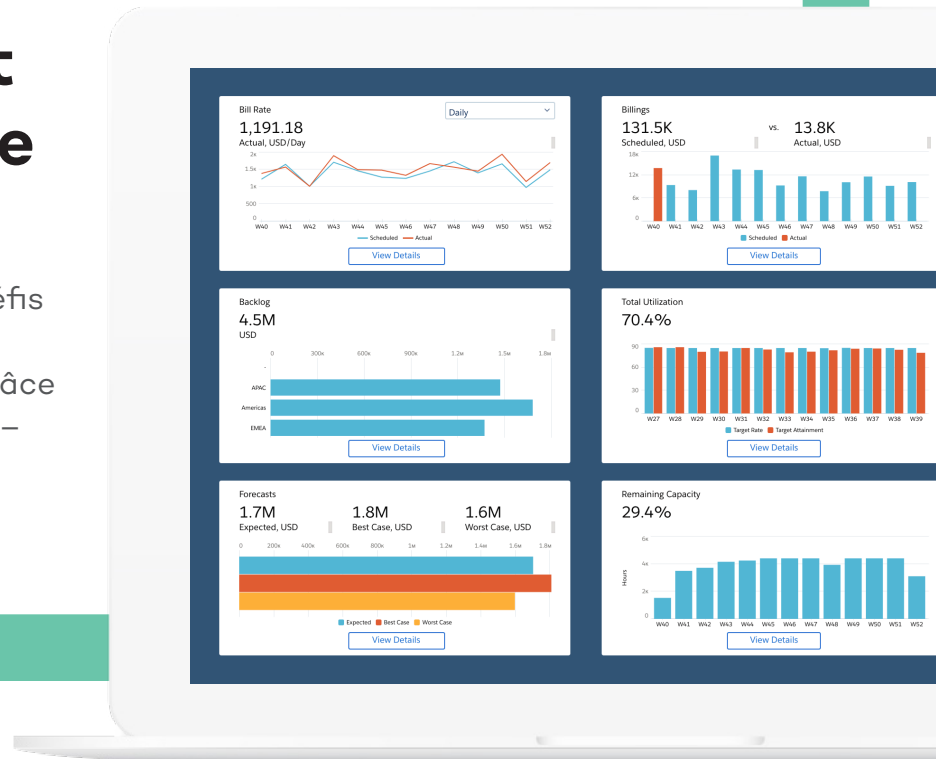 t
e
éfis
âce
–
Bill Rate
Daily
1,191.18
Actual, USD/Day
2K
1.5K
1K
500
0
W40 W41 W42 W43 W44 W45 W46 W47 W48 W49 W50 W51 W52
Scheduled Actual
View Details
Billings
131.5K vs. 13.8K
Scheduled, USD Actual, USD
18K
12K
6K
0
W40 W41 W42 W43 W44 W45 W46 W47 W48 W49 W50 W51 W52
Scheduled Actual
View Details
Backlog
4.5M
USD
0 300K 600K 900K 1.2M 1.5M 1.8M
-
APAC
Americas
EMEA
View Details
Total Utilization
70.4%
90
60
30
0
W27 W28 W29 W30 W31 W32 W33 W34 W35 W36 W37 W38 W39
Target Rate Target Attainment
View Details
Forecasts
1.7M 1.8M 1.6M
Expected, USD Best Case, USD Worst Case, USD
0 200K 400K 600K 800K 1M 1.2M 1.4M 1.6M 1.8M
Expected Best Case Worst Case
View Details
Remaining Capacity
29.4%
6K
4K
2K
0
Hours
W40 W41 W42 W43 W44 W45 W46 W47 W48 W49 W50 W51 W52
View Details